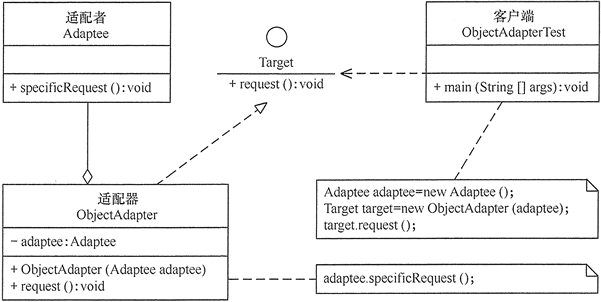 适配者
Adaptee
+ specificRequest():void
Target
+ request():void
客户端
ObjectAdapterTest
+ main (String [] args):void
适配器
ObjectAdapter
− adaptee:Adaptee
+ ObjectAdapter (Adaptee adaptee)
+ request():void
Adaptee adaptee=new Adaptee ();
Target target=new ObjectAdapter (adaptee);
target.request ();
adaptee.specificRequest ();